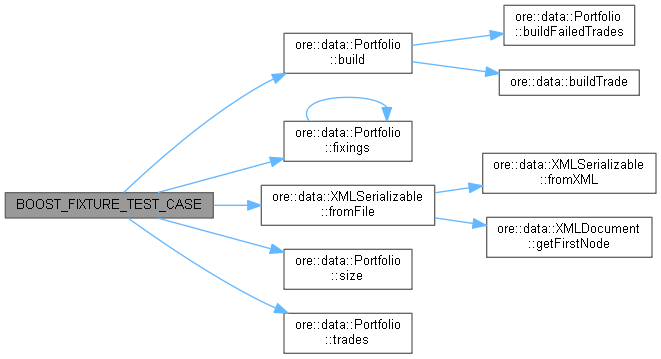 BOOST_FIXTURE_TEST_CASE
ore::data::Portfolio
::build
ore::data::Portfolio
::buildFailedTrades
ore::data::buildTrade
ore::data::Portfolio
::fixings
ore::data::XMLSerializable
::fromFile
ore::data::XMLSerializable
::fromXML
ore::data::XMLDocument
::getFirstNode
ore::data::Portfolio
::size
ore::data::Portfolio
::trades